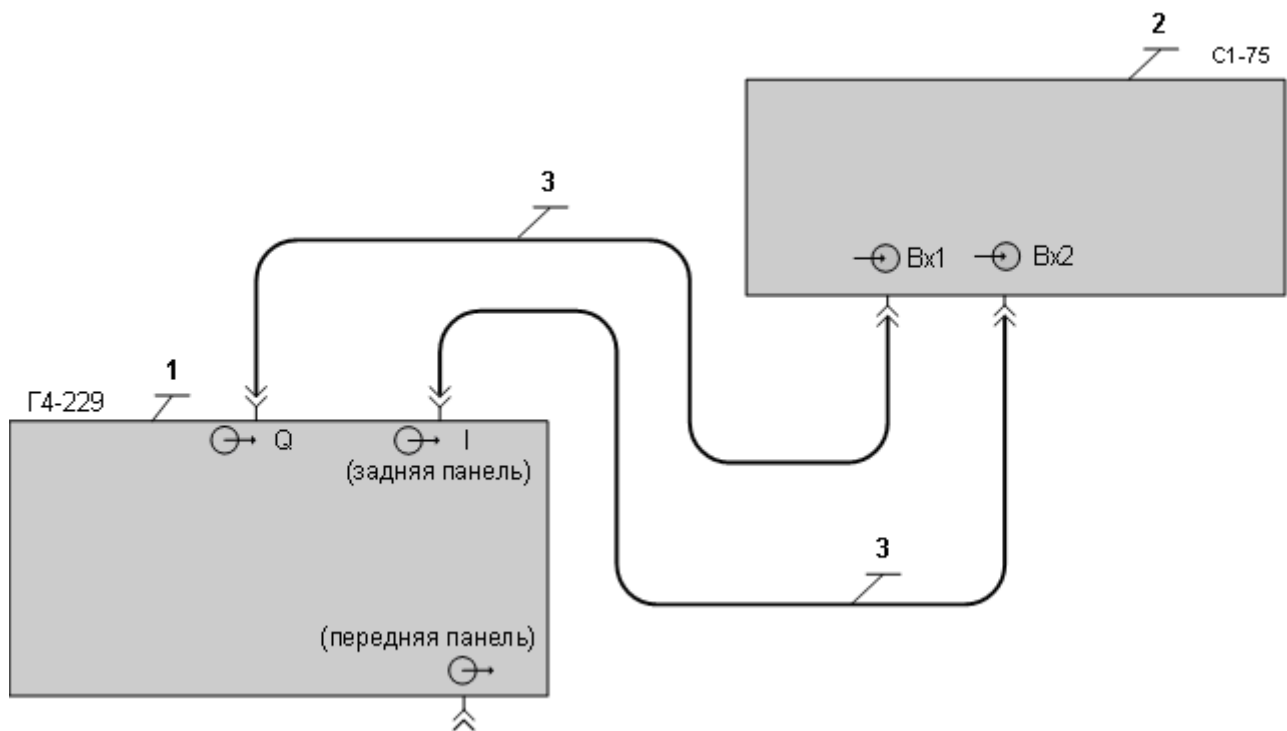 2
С1-75
3
Вх1
Вх2
1
Г4-229
Q
I
(задняя панель)
3
(передняя панель)